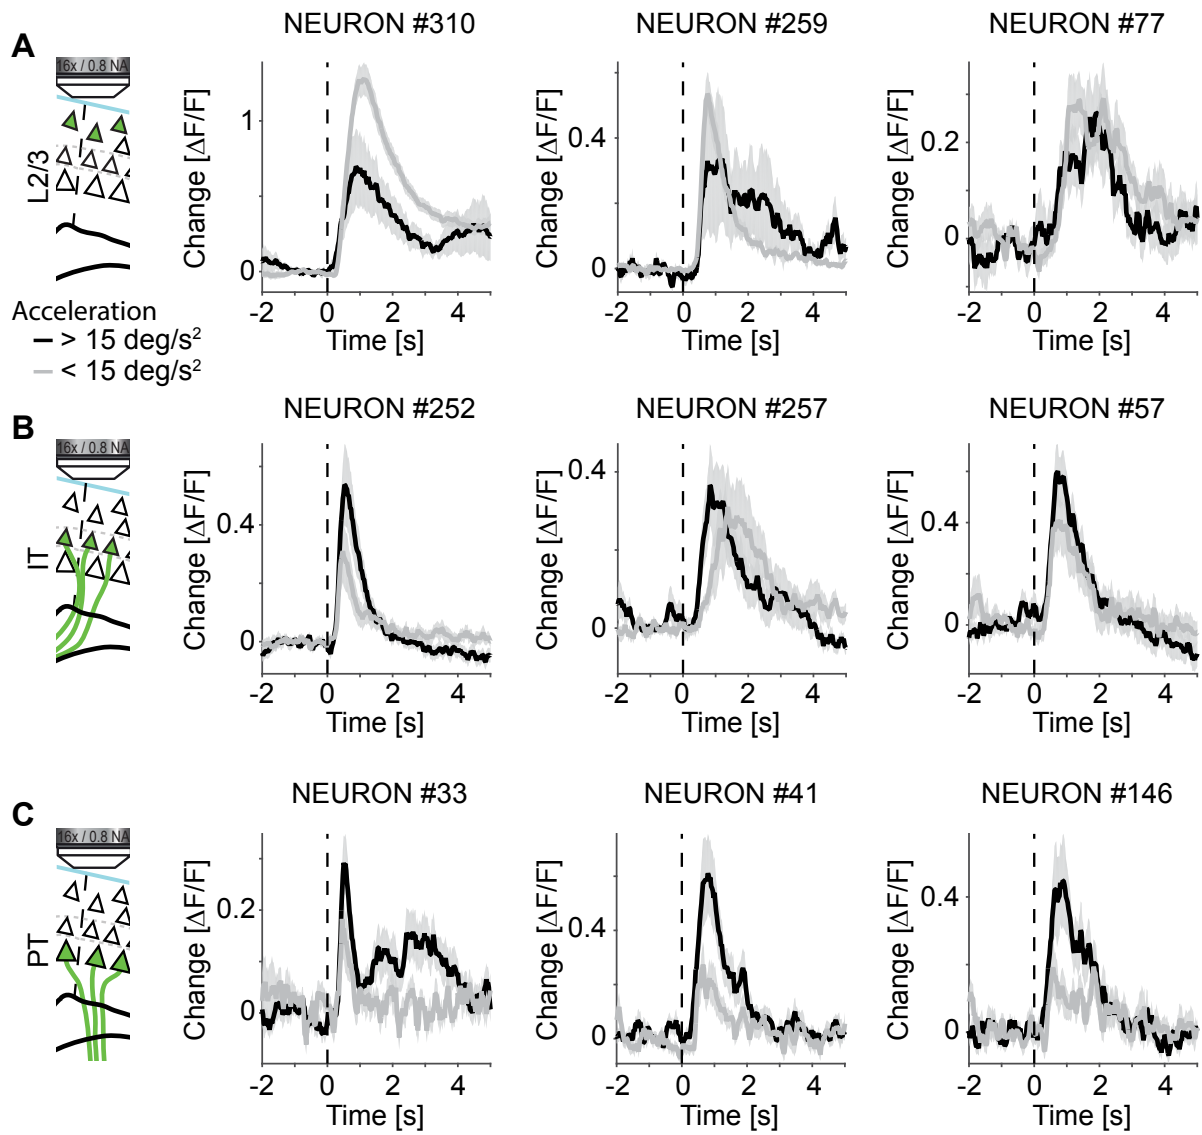 A
NEURON #310
NEURON #259
NEURON #77
16x / 0.8 NA
L2/3
Change [ΔF/F]
1
0
-2 0 2 4
Time [s]
Change [ΔF/F]
0.4
0
-2 0 2 4
Time [s]
Change [ΔF/F]
0.2
0
-2 0 2 4
Time [s]
Acceleration
> 15 deg/s²
< 15 deg/s²
B
NEURON #252
NEURON #257
NEURON #57
16x / 0.8 NA
IT
Change [ΔF/F]
0.4
0
-2 0 2 4
Time [s]
Change [ΔF/F]
0.4
0
-2 0 2 4
Time [s]
Change [ΔF/F]
0.4
0
-2 0 2 4
Time [s]
C
NEURON #33
NEURON #41
NEURON #146
16x / 0.8 NA
PT
Change [ΔF/F]
0.2
0
-2 0 2 4
Time [s]
Change [ΔF/F]
0.4
0
-2 0 2 4
Time [s]
Change [ΔF/F]
0.4
0
-2 0 2 4
Time [s]